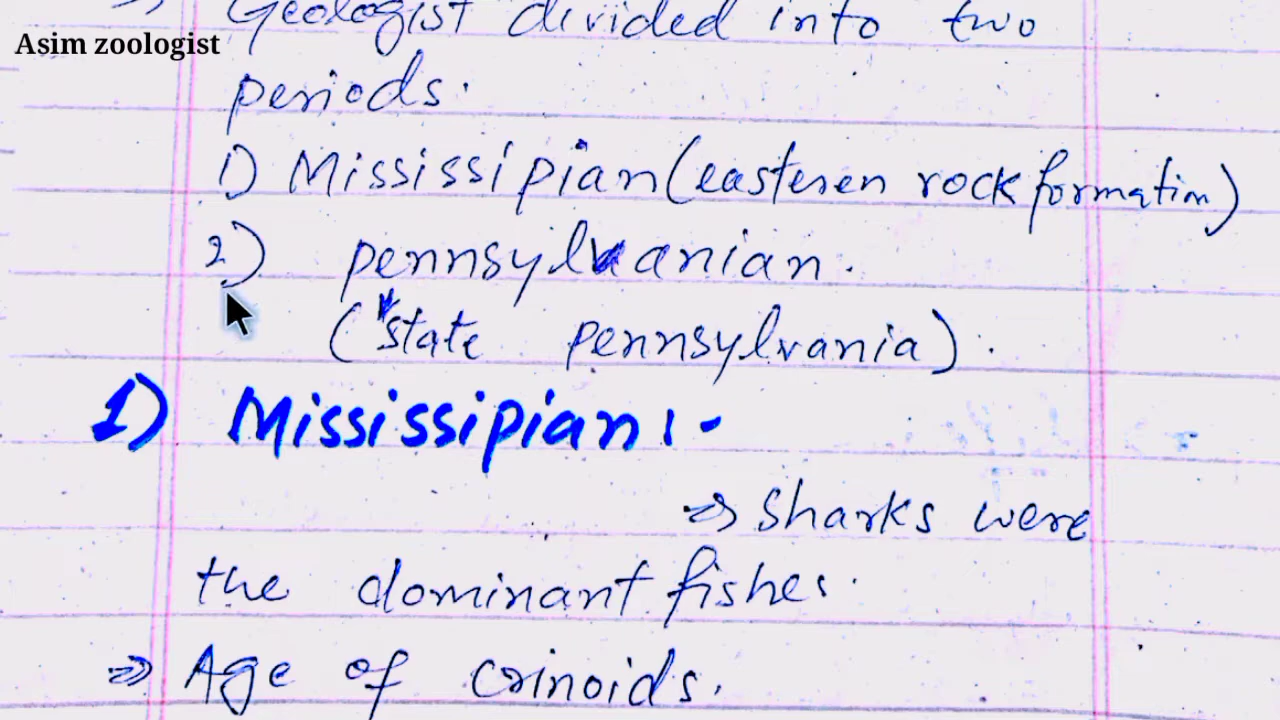 Asim zoologist
Geologist divided into two
periods.
1) Mississipian (easteren rock formation)
2) pennsylvanian.
(state pennsylvania).
1) Mississipian:-
⇒ Sharks were
the dominant fishes.
⇒ Age of crinoids.